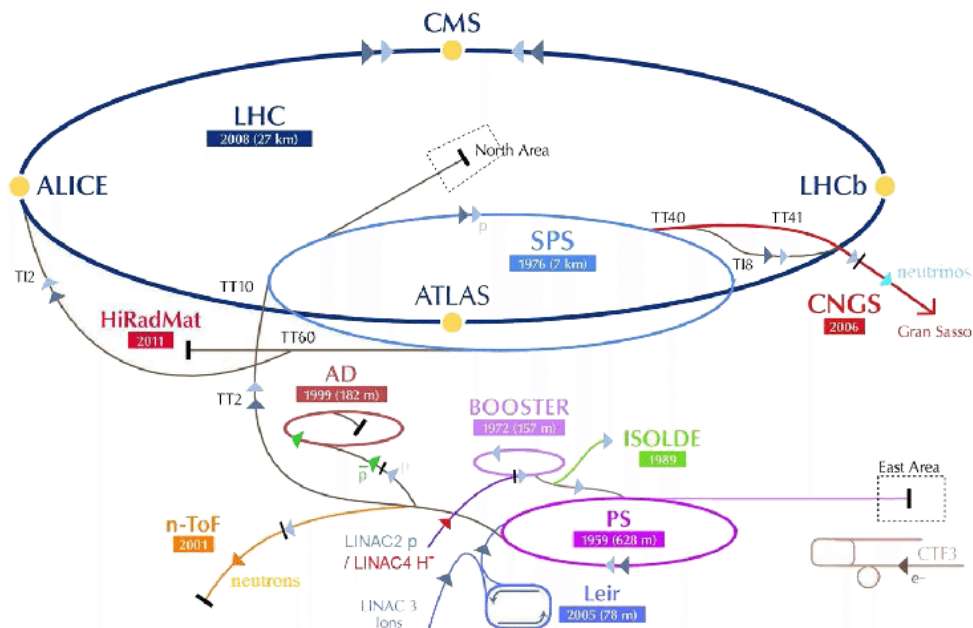 CMS
LHC
2008 (27 km)
North Area
ALICE
LHCb
TT40
TT41
SPS
1976 (7 km)
p
TI8
TI2
TT10
neutrinos
ATLAS
CNGS
2006
Gran Sasso
HiRadMat
2011
TT60
AD
1999 (182 m)
TT2
BOOSTER
1972 (157 m)
ISOLDE
1989
p̅
p
East Area
n-ToF
2001
PS
1959 (628 m)
LINAC2 p
/ LINAC4 H⁻
neutrons
CTF3
e-
LINAC 3
Ions
Leir
2005 (78 m)